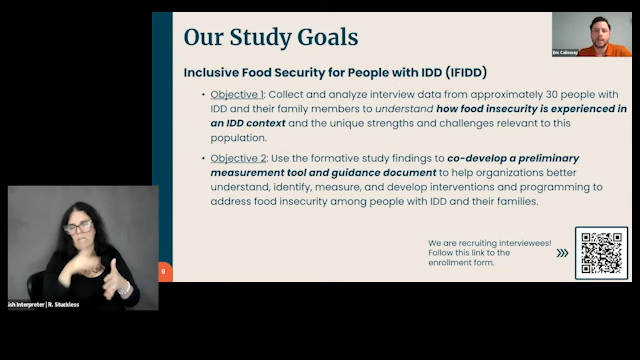 Our Study Goals
Inclusive Food Security for People with IDD (IFIDD)
• Objective 1: Collect and analyze interview data from approximately 30 people with
IDD and their family members to understand how food insecurity is experienced in
an IDD context and the unique strengths and challenges relevant to this
population.
• Objective 2: Use the formative study findings to co-develop a preliminary
measurement tool and guidance document to help organizations better
understand, identify, measure, and develop interventions and programming to
address food insecurity among people with IDD and their families.
We are recruiting interviewees!
Follow this link to the
enrollment form.
9
Eric Calloway
lish Interpreter | R. Stuckless